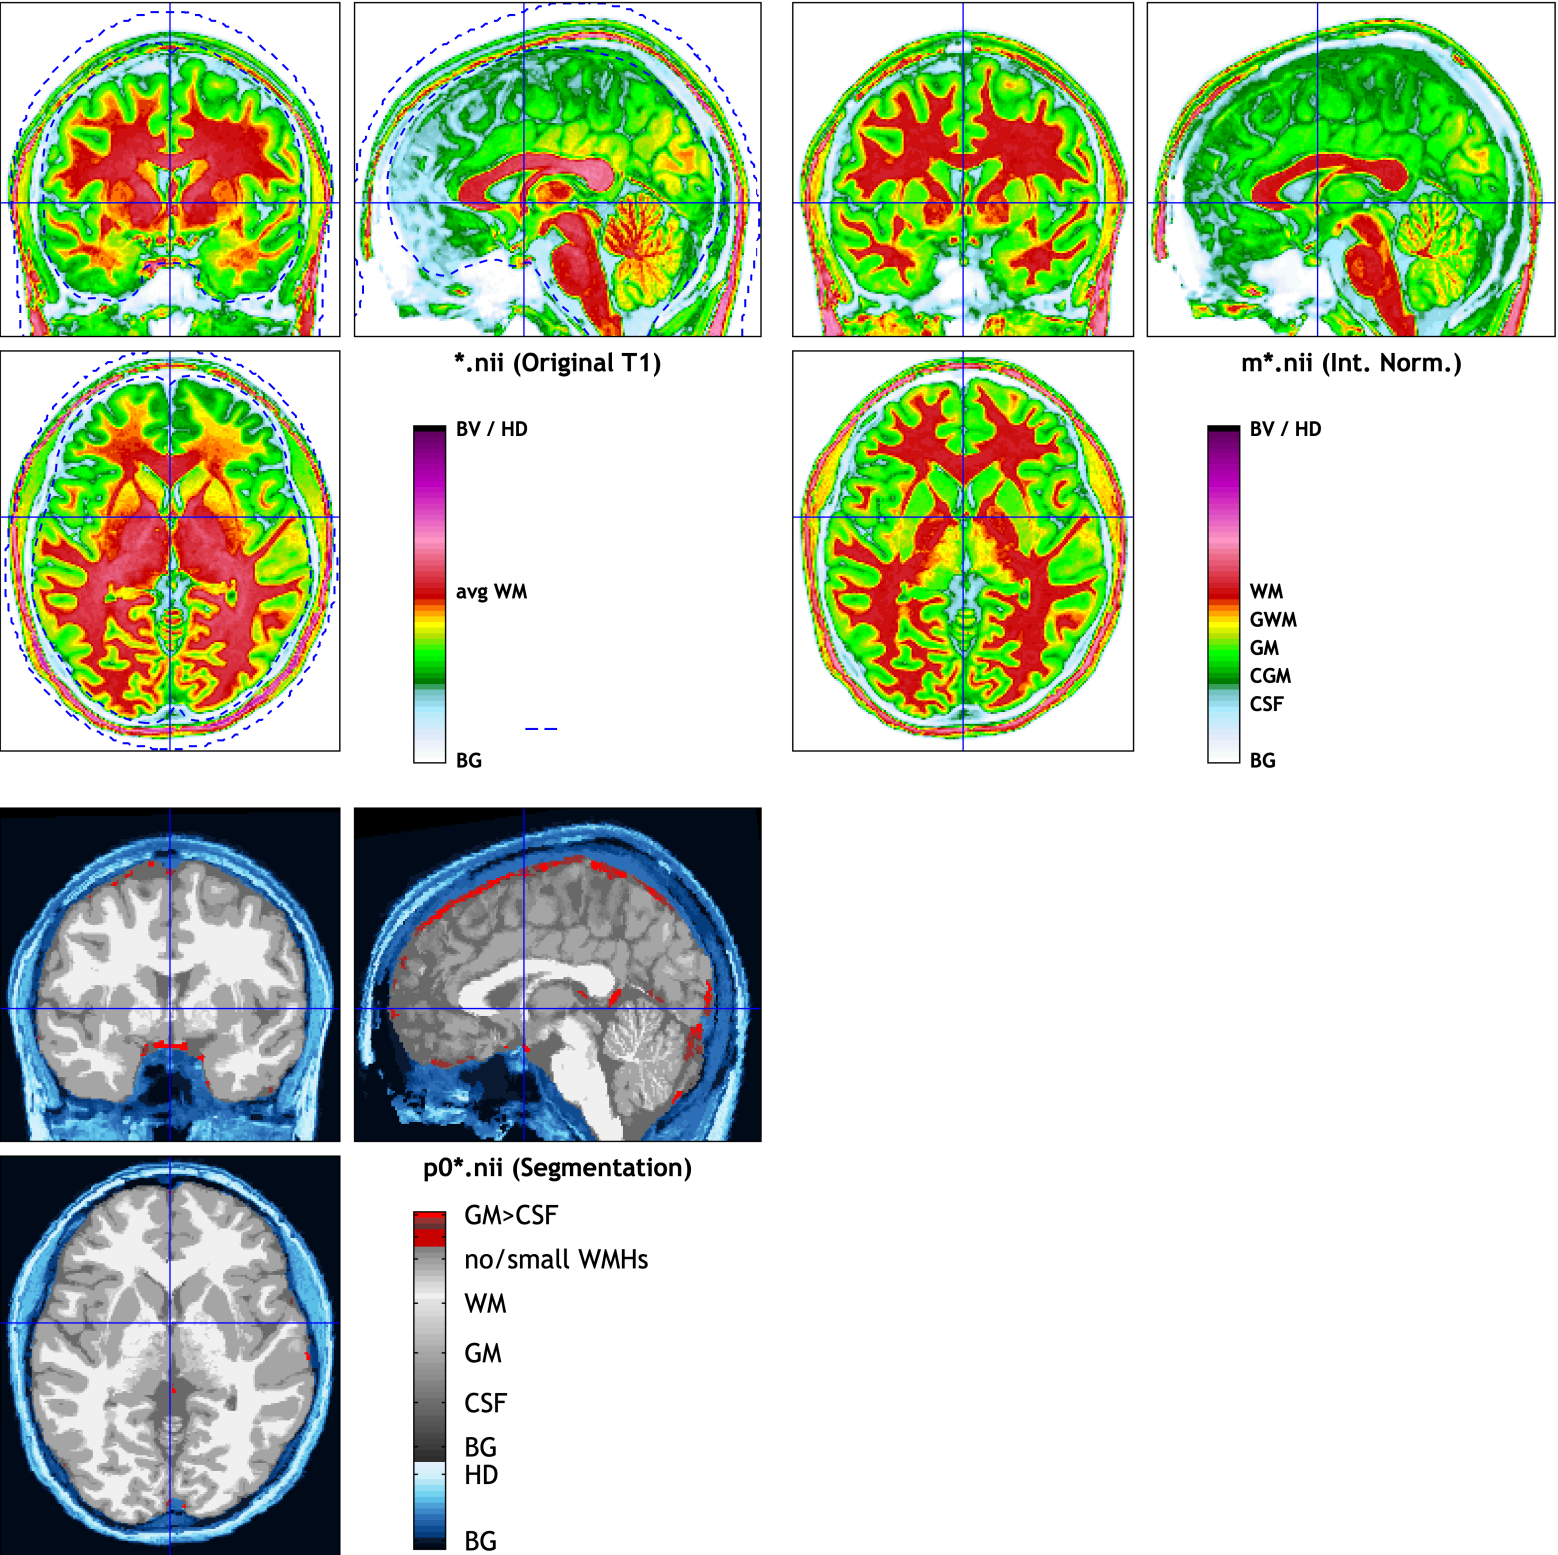 *.nii (Original T1)
BV / HD
avg WM
BG
m*.nii (Int. Norm.)
BV / HD
WM
GWM
GM
CGM
CSF
BG
p0*.nii (Segmentation)
GM>CSF
no/small WMHs
WM
GM
CSF
BG
HD
BG